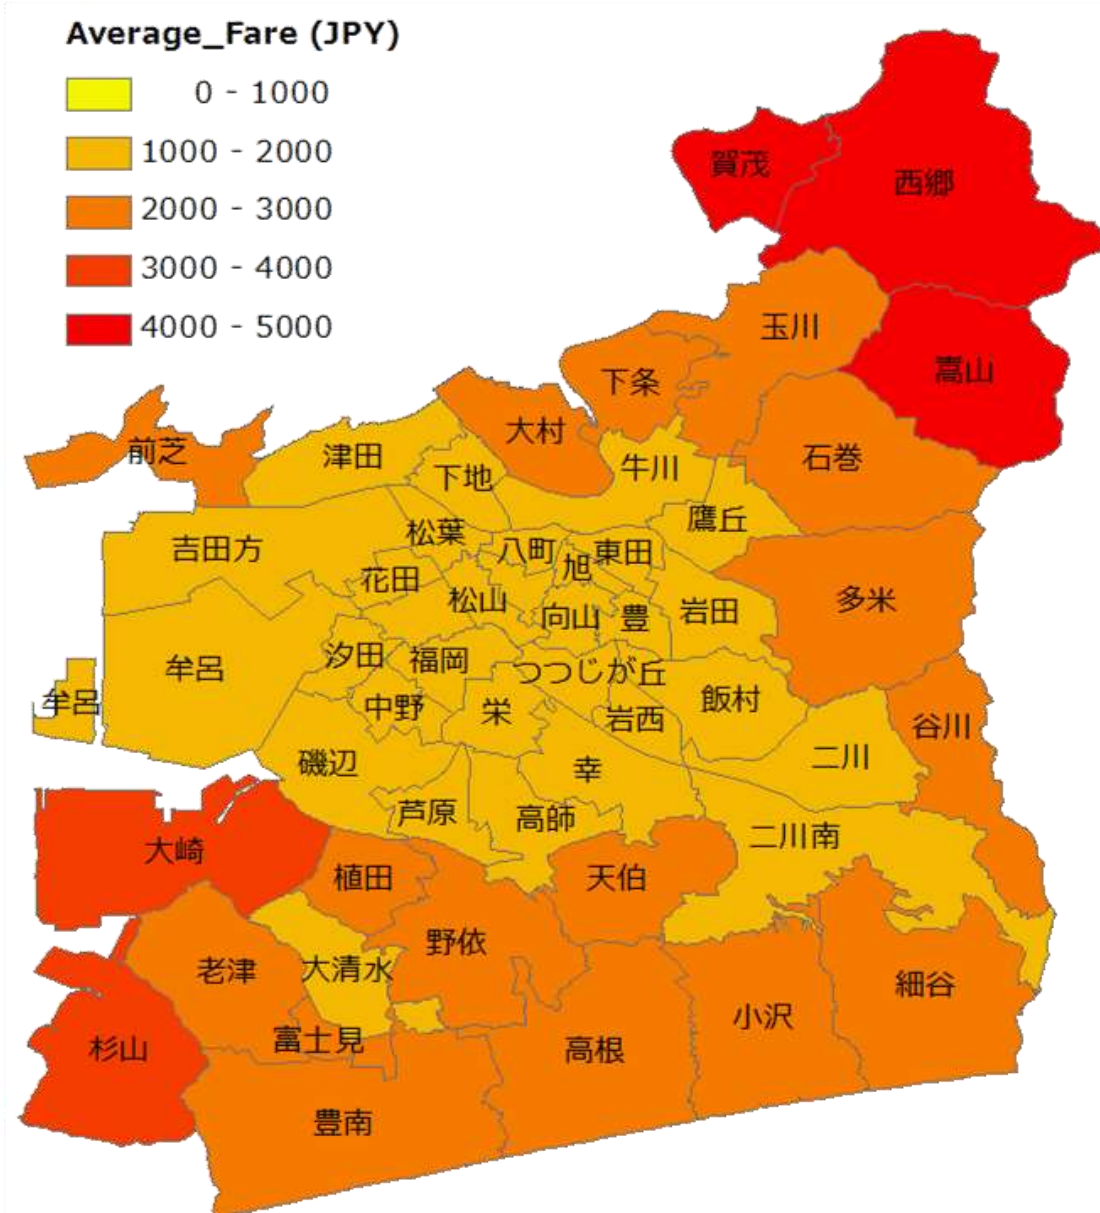 Average_Fare (JPY)
0 - 1000
1000 - 2000
2000 - 3000
3000 - 4000
4000 - 5000
賀茂
西郷
玉川
嵩山
下条
大村
前芝
津田
下地
牛川
石巻
鷹丘
吉田方
松葉
八町
旭
東田
花田
松山
向山
豊
岩田
多米
汐田
福岡
つつじが丘
牟呂
牟呂
中野
栄
岩西
飯村
谷川
磯辺
幸
二川
芦原
高師
二川南
大崎
植田
天伯
野依
老津
大清水
細谷
小沢
杉山
富士見
高根
豊南